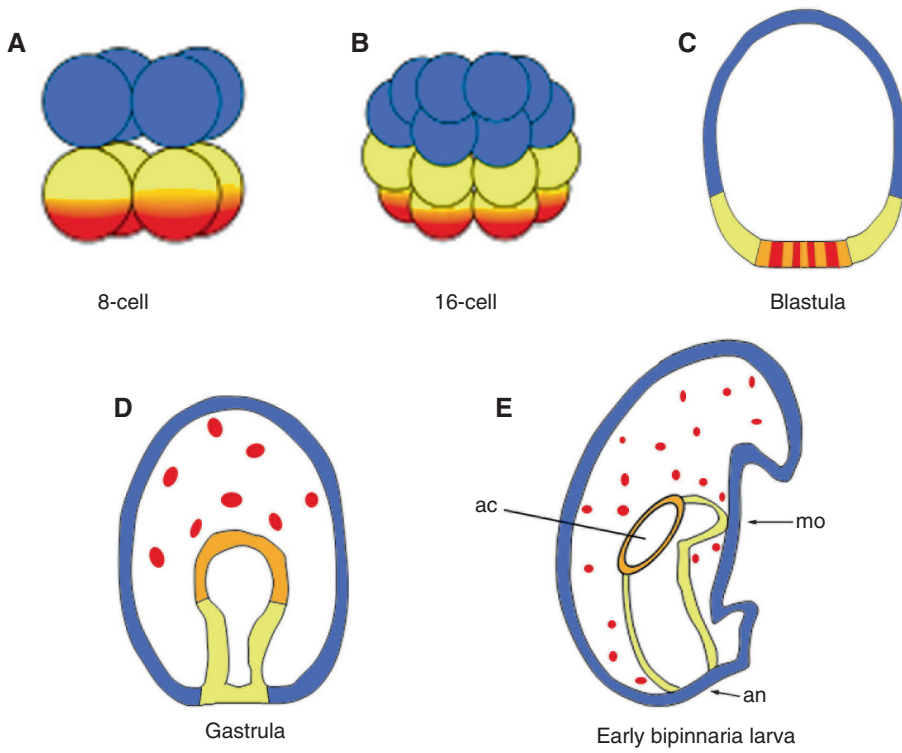 A
B
C
8-cell
16-cell
Blastula
D
E
ac
mo
an
Gastrula
Early bipinnaria larva